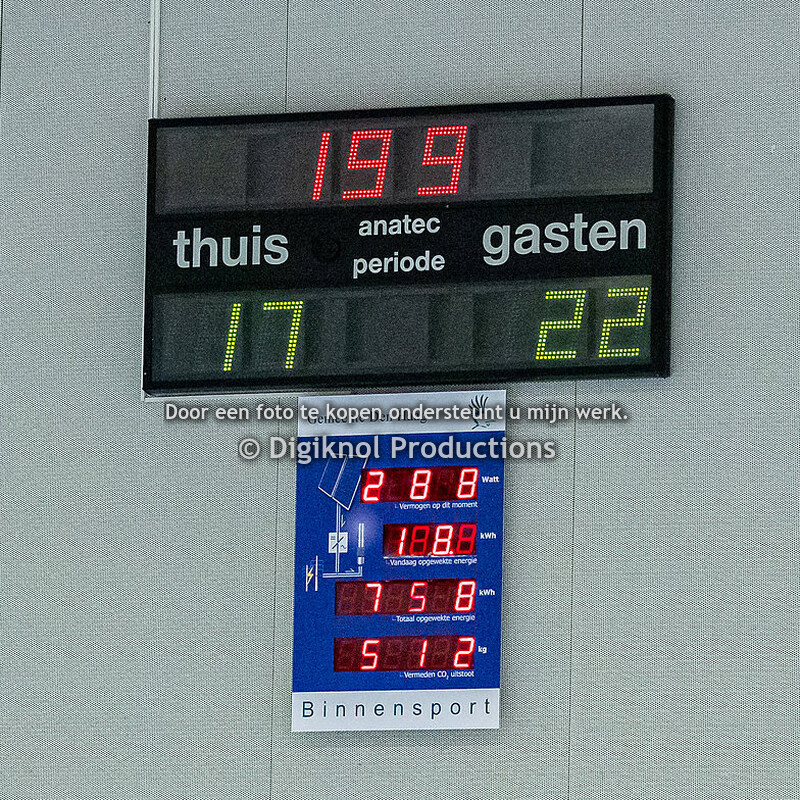 199
thuis anatec gasten
periode
17 22
Door een foto te kopen ondersteunt u mijn werk.
Gemeente
© Digiknol Productions
288 Watt
Vermogen op dit moment
18. kWh
Vandaag opgewekte energie
758 kWh
Totaal opgewekte energie
512 kg
Vermeden CO₂ uitstoot
Binnensport